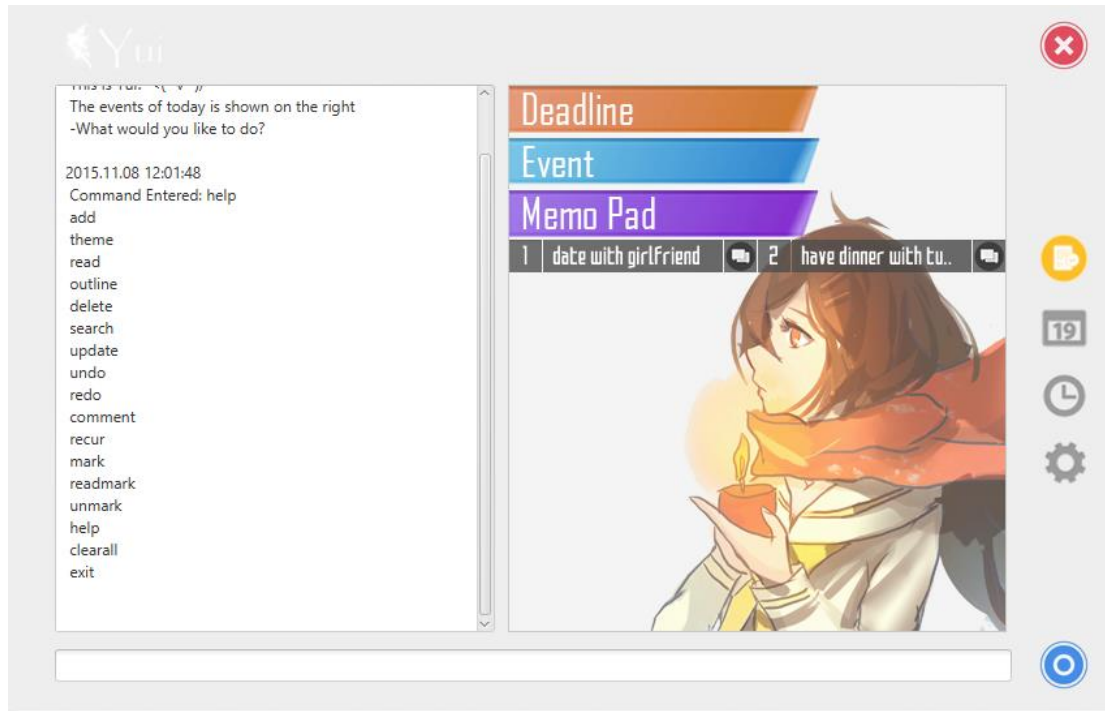 Yui
The events of today is shown on the right
-What would you like to do?
2015.11.08 12:01:48
Command Entered: help
add
theme
read
outline
delete
search
update
undo
redo
comment
recur
mark
readmark
unmark
help
clearall
exit
Deadline
Event
Memo Pad
1 date with girlfriend 2 have dinner with tu..
19